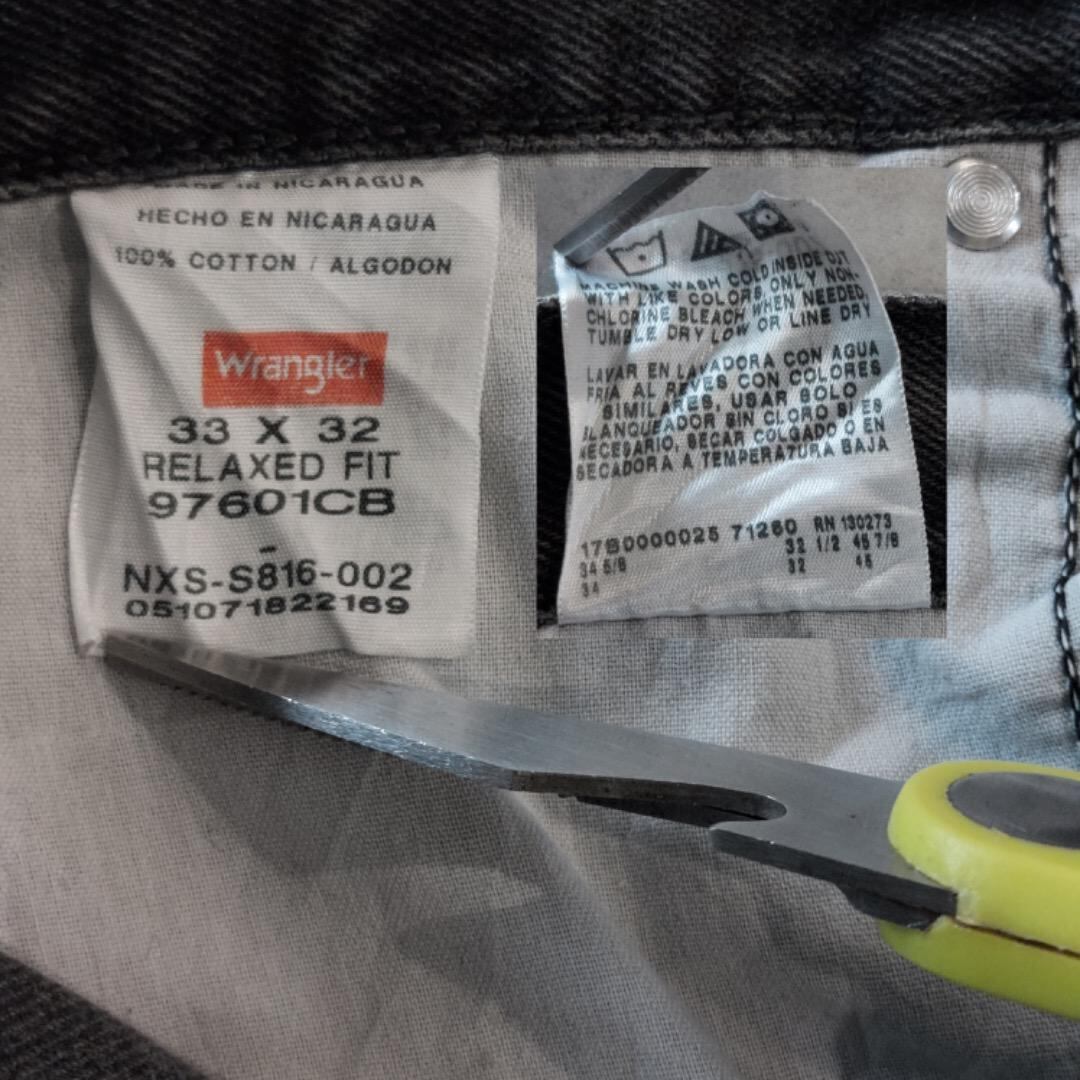 MADE IN NICARAGUA
HECHO EN NICARAGUA
100% COTTON / ALGODON
Wrangler
33 X 32
RELAXED FIT
97601CB
-
NXS-S816-002
051071822169
MACHINE WASH COLD INSIDE OUT
WITH LIKE COLORS, ONLY NON-
CHLORINE BLEACH WHEN NEEDED,
TUMBLE DRY LOW OR LINE DRY
LAVAR EN LAVADORA CON AGUA
FRIA AL REVES CON COLORES
SIMILARES, USAR SOLO
BLANQUEADOR SIN CLORO SI ES
NECESARIO, SECAR COLGADO O EN
SECADORA A TEMPERATURA BAJA
71260 RN 130273
34 5/8 32 1/2 45 7/8
34 32 45